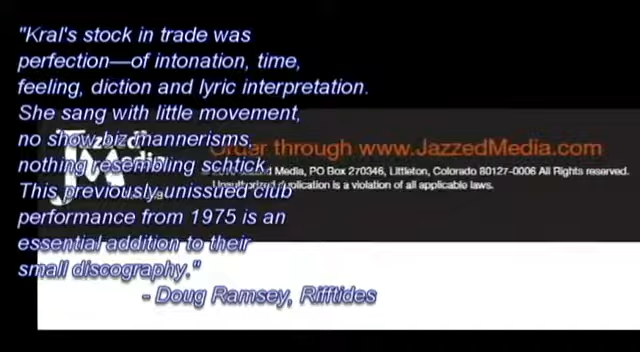 "Kral's stock in trade was
perfection—of intonation, time,
feeling, diction and lyric interpretation.
She sang with little movement,
no show-biz mannerisms,
nothing resembling schtick.
This previously unissued club
performance from 1975 is an
essential addition to their
small discography."
- Doug Ramsey, Rifftides
Jazzed
Media
Order through www.JazzedMedia.com
Media, PO Box 270346, Littleton, Colorado 80127-0006 All Rights reserved.
Unauthorized duplication is a violation of all applicable laws.